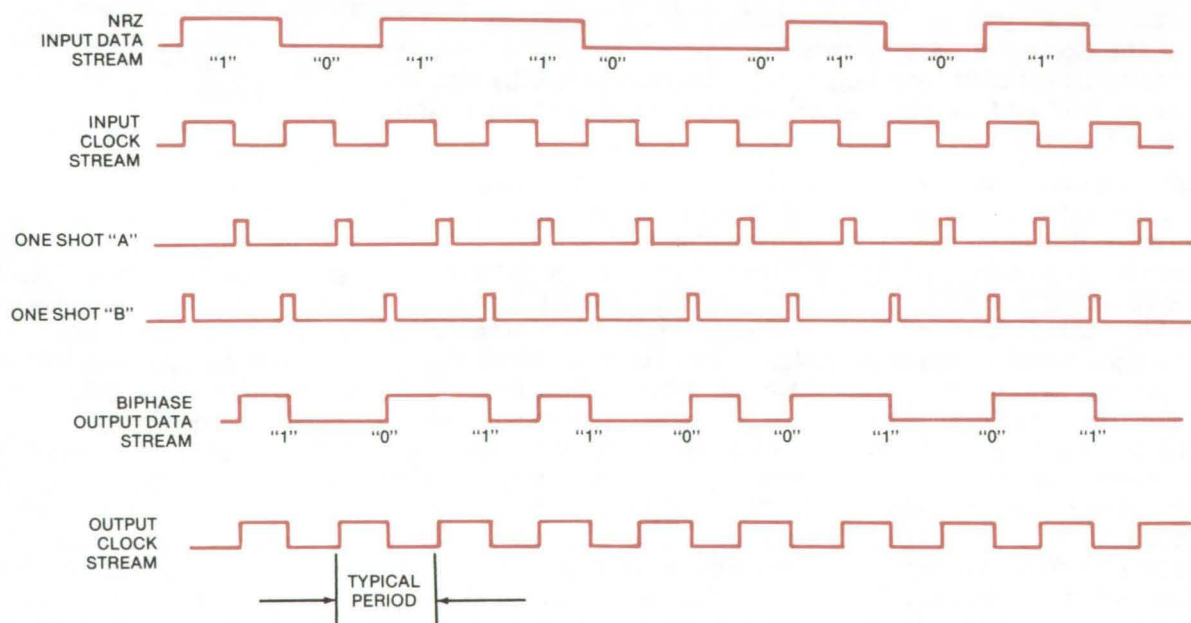 NRZ
INPUT DATA
STREAM
“1” “0” “1” “1” “0” “0” “1” “0” “1”
INPUT
CLOCK
STREAM
ONE SHOT “A”
ONE SHOT “B”
BIPHASE
OUTPUT DATA
STREAM
“1” “0” “1” “1” “0” “0” “1” “0” “1”
OUTPUT
CLOCK
STREAM
TYPICAL
PERIOD